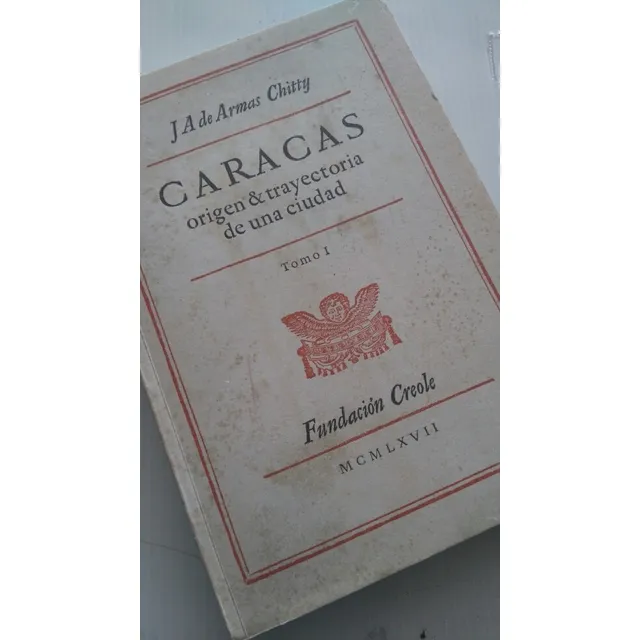 J A de Armas Chitty
CARACAS
origen & trayectoria
de una ciudad
Tomo I
Fundación Creole
MCMLXVII